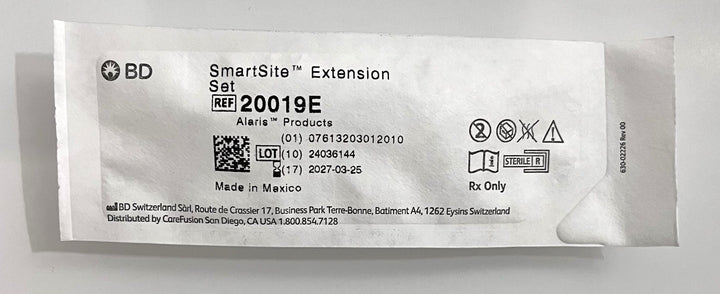 BD
SmartSite™ Extension
Set
REF 20019E
Alaris™ Products
(01) 07613203012010
LOT (10) 24036144
(17) 2027-03-25
Made in Mexico
2
STERILE R
Rx Only
BD Switzerland Sàrl, Route de Crassier 17, Business Park Terre-Bonne, Batiment A4, 1262 Eysins Switzerland
Distributed by CareFusion San Diego, CA USA 1.800.854.7128
630-02226 Rev 00